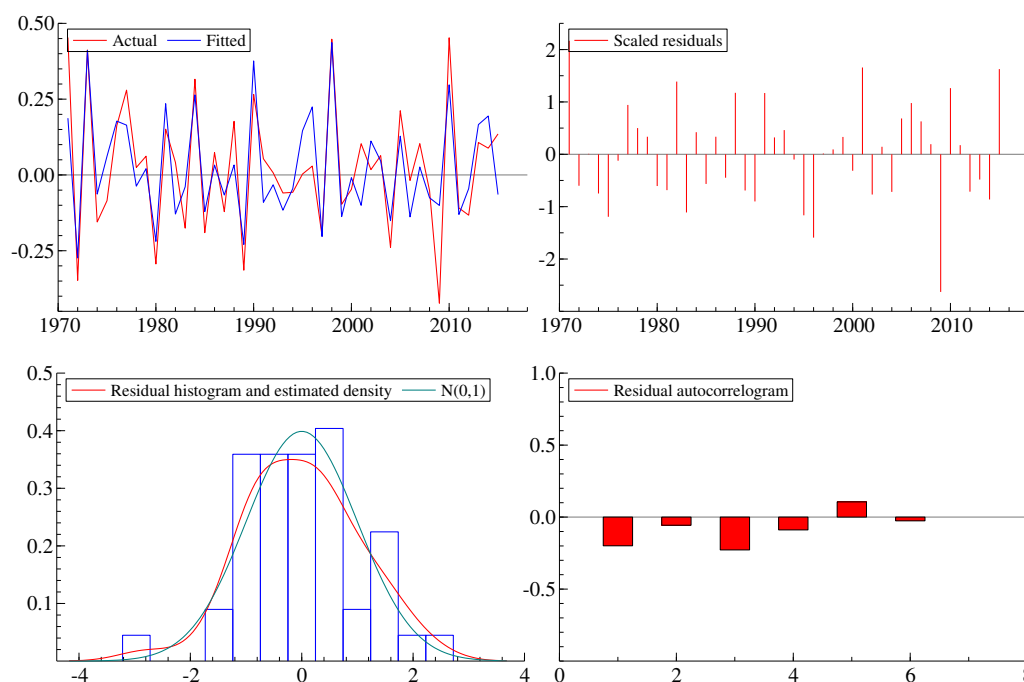 0.50
Actual Fitted
0.25
0.00
-0.25
1970 1980 1990 2000 2010
Scaled residuals
2
1
0
-1
-2
1970 1980 1990 2000 2010
0.5
Residual histogram and estimated density N(0,1)
0.4
0.3
0.2
0.1
-4 -2 0 2 4
1.0
Residual autocorrelogram
0.5
0.0
-0.5
0 2 4 6